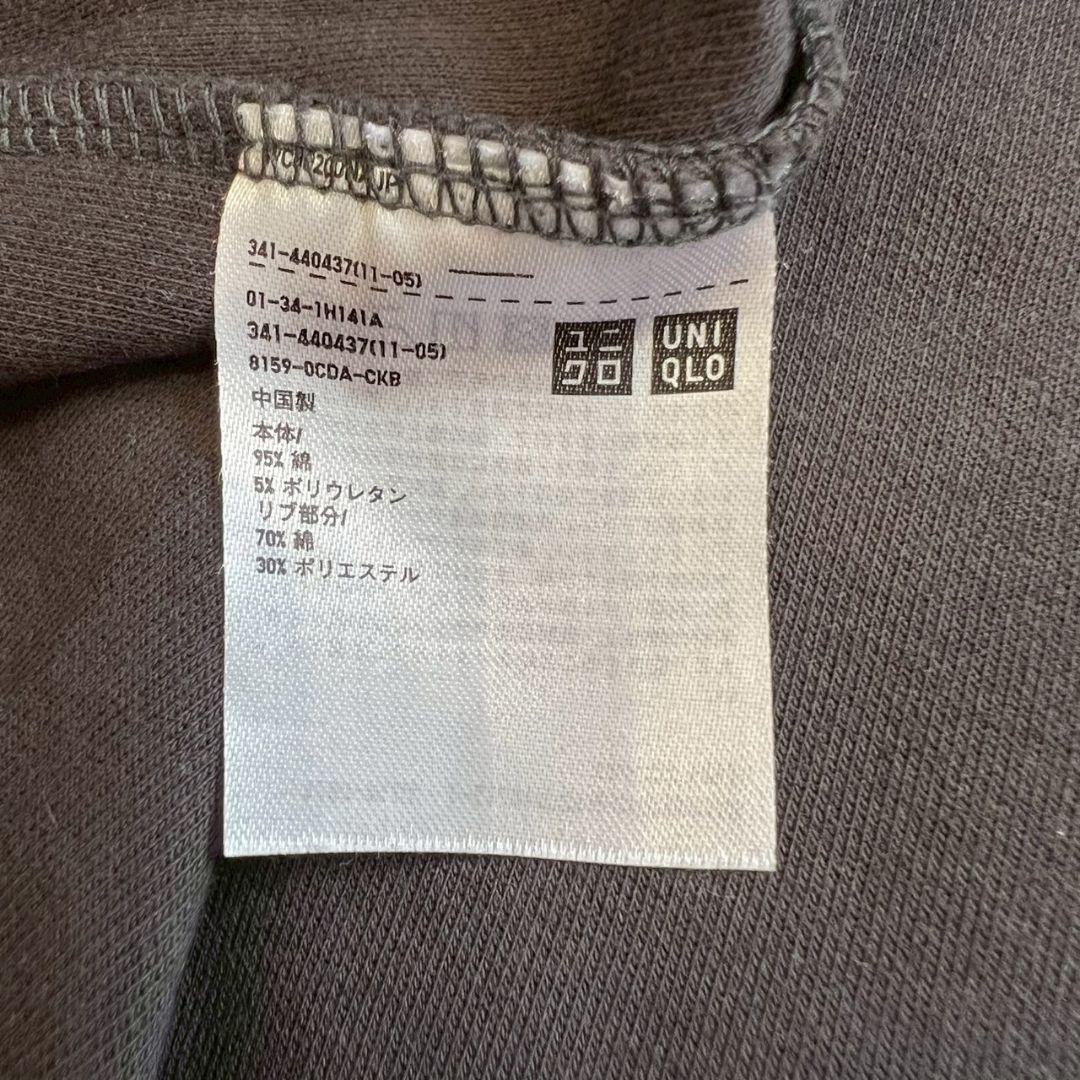 341-440437(11-05)
01-34-1H141A
341-440437(11-05)
8159-0CDA-CKB
ユニ
クロ
UNI
QLO
中国製
本体/
95% 綿
5% ポリウレタン
リブ部分/
70% 綿
30% ポリエステル